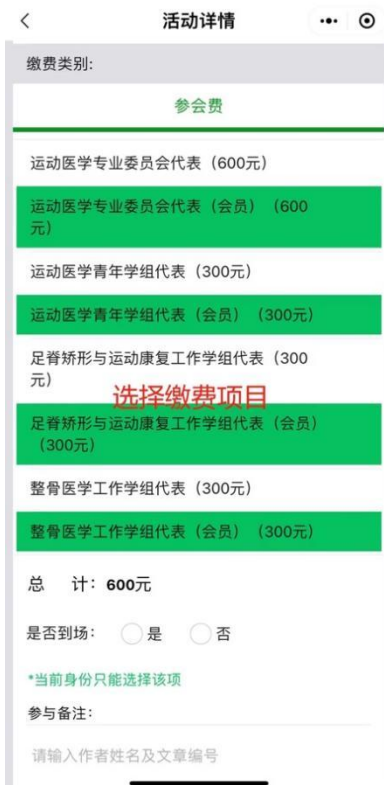 活动详情
缴费类别:
参会费
运动医学专业委员会代表（600元）
运动医学专业委员会代表（会员）（600
元）
运动医学青年学组代表（300元）
运动医学青年学组代表（会员）（300元）
足脊矫形与运动康复工作学组代表（300
元）
选择缴费项目
足脊矫形与运动康复工作学组代表（会员）
（300元）
整骨医学工作学组代表（300元）
整骨医学工作学组代表（会员）（300元）
总 计：600元
是否到场： 是 否
*当前身份只能选择该项
参与备注：
请输入作者姓名及文章编号